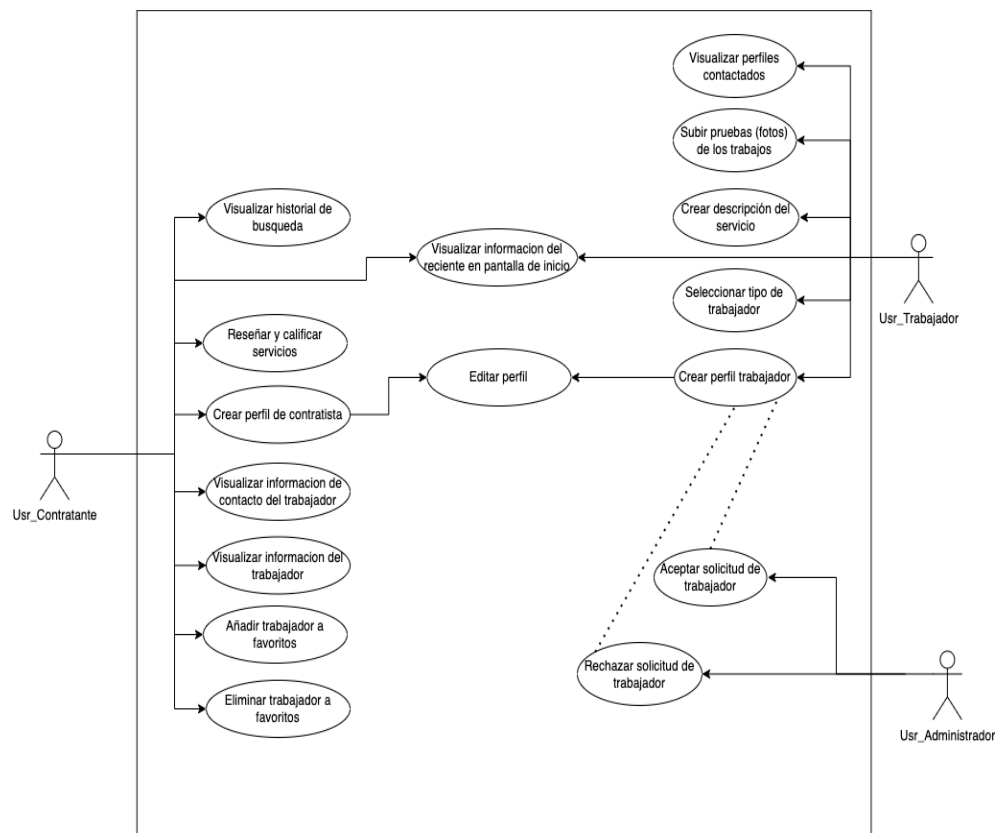 Visualizar perfiles
contactados
Subir pruebas (fotos)
de los trabajos
Visualizar historial de
busqueda
Crear descripción del
servicio
Visualizar informacion del
reciente en pantalla de inicio
Seleccionar tipo de
trabajador
Usr_Trabajador
Reseñar y calificar
servicios
Editar perfil
Crear perfil trabajador
Crear perfil de contratista
Usr_Contratante
Visualizar informacion de
contacto del trabajador
Visualizar informacion del
trabajador
Aceptar solicitud de
trabajador
Añadir trabajador a
favoritos
Rechazar solicitud de
trabajador
Eliminar trabajador a
favoritos
Usr_Administrador